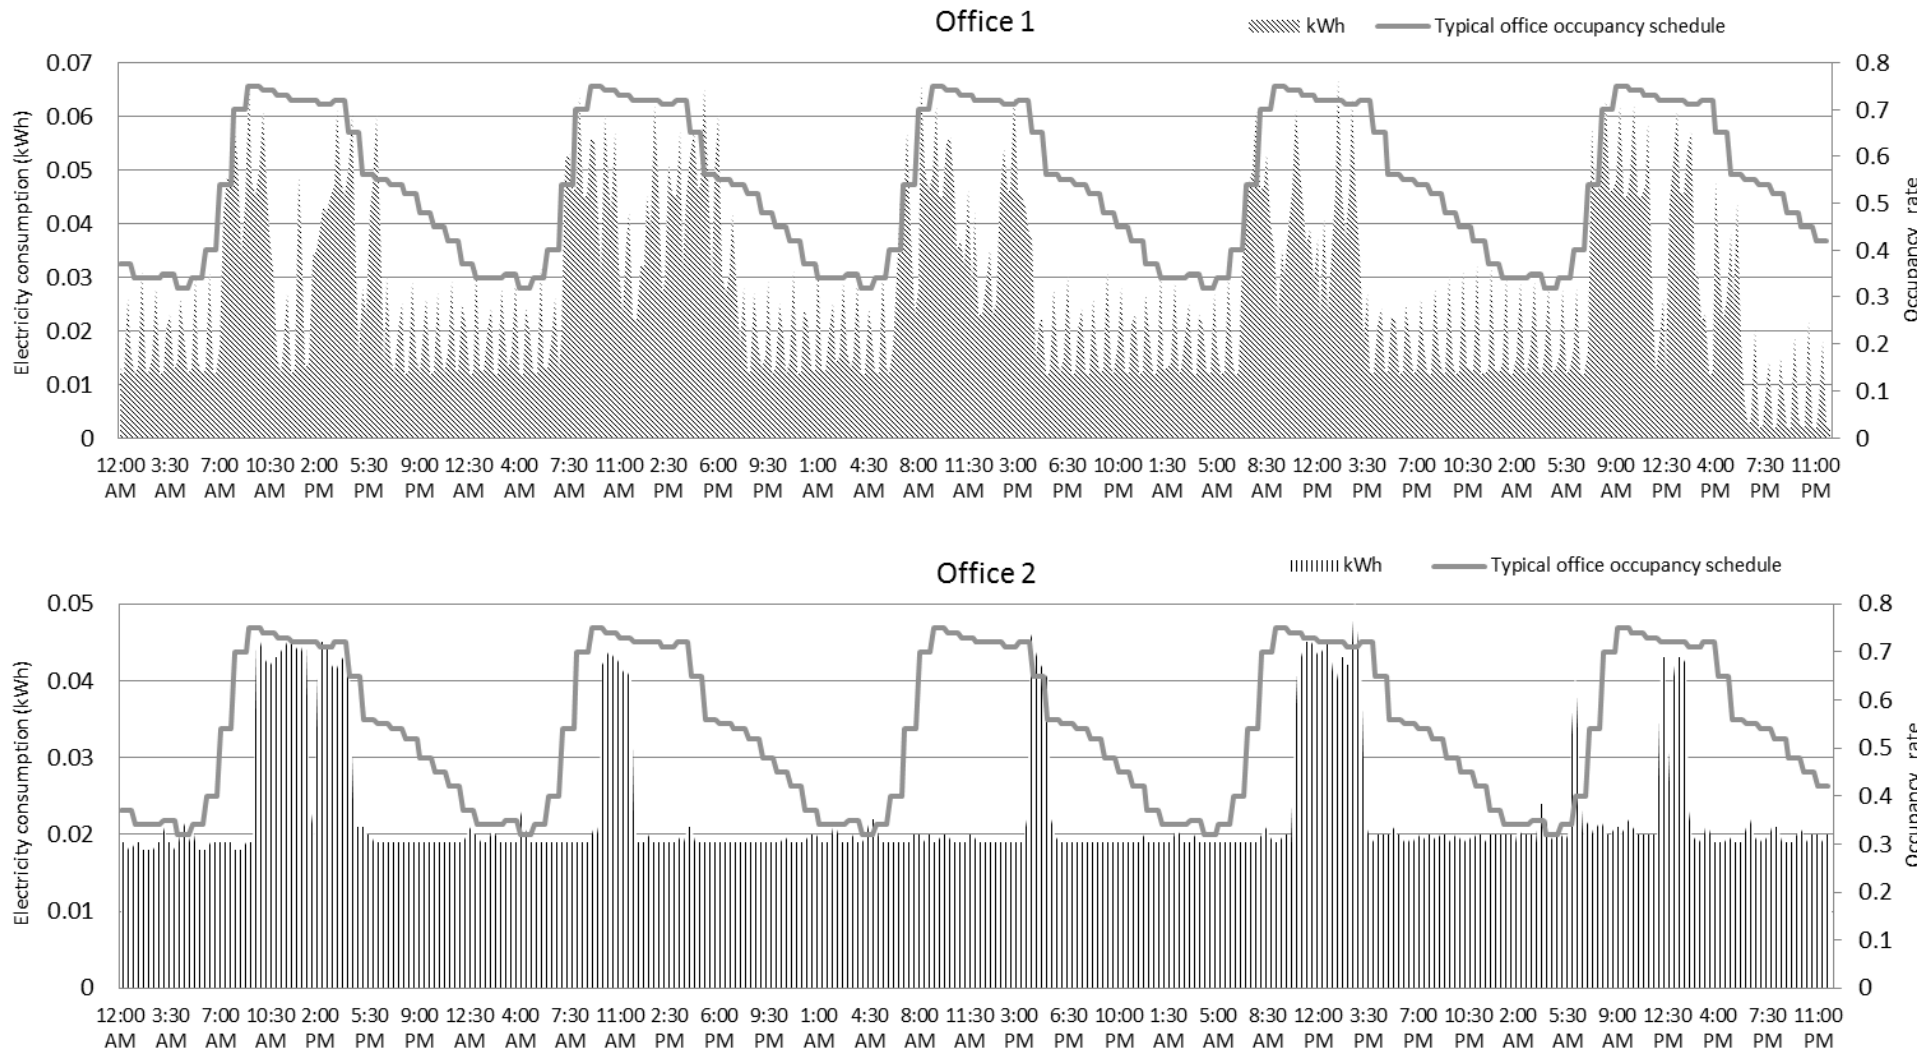 Office 1
kWh
Typical office occupancy schedule
Electricity consumption (kWh)
0.07
0.06
0.05
0.04
0.03
0.02
0.01
0
0.8
0.7
0.6
0.5
0.4
0.3
0.2
0.1
0
Occupancy rate
12:00 3:30 7:00 10:30 2:00 5:30 9:00 12:30 4:00 7:30 11:00 2:30 6:00 9:30 1:00 4:30 8:00 11:30 3:00 6:30 10:00 1:30 5:00 8:30 12:00 3:30 7:00 10:30 2:00 5:30 9:00 12:30 4:00 7:30 11:00
AM AM AM AM PM PM PM AM AM AM AM PM PM PM AM AM AM AM PM PM PM AM AM AM PM PM PM PM AM AM AM PM PM PM PM
Office 2
kWh
Typical office occupancy schedule
Electricity consumption (kWh)
0.05
0.04
0.03
0.02
0.01
0
0.8
0.7
0.6
0.5
0.4
0.3
0.2
0.1
0
Occupancy rate
12:00 3:30 7:00 10:30 2:00 5:30 9:00 12:30 4:00 7:30 11:00 2:30 6:00 9:30 1:00 4:30 8:00 11:30 3:00 6:30 10:00 1:30 5:00 8:30 12:00 3:30 7:00 10:30 2:00 5:30 9:00 12:30 4:00 7:30 11:00
AM AM AM AM PM PM PM AM AM AM AM PM PM PM AM AM AM AM PM PM PM AM AM AM PM PM PM PM AM AM AM PM PM PM PM